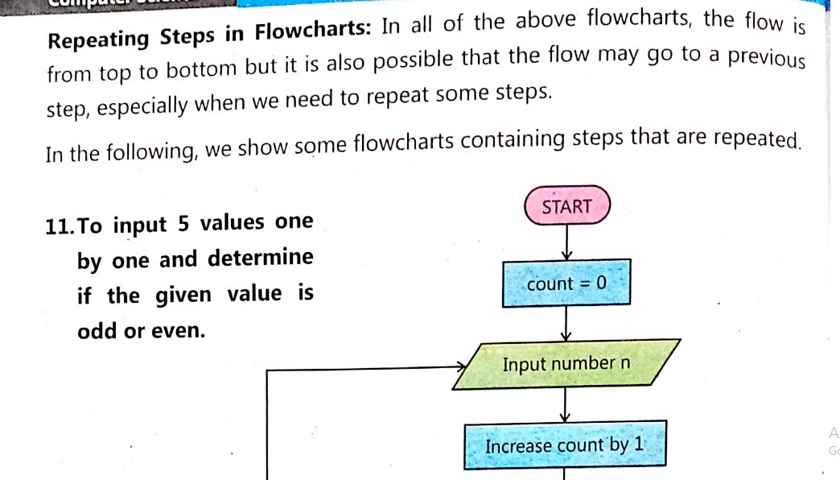 Repeating Steps in Flowcharts: In all of the above flowcharts, the flow is
from top to bottom but it is also possible that the flow may go to a previous
step, especially when we need to repeat some steps.
In the following, we show some flowcharts containing steps that are repeated.
11. To input 5 values one
by one and determine
if the given value is
odd or even.
START
count = 0
Input number n
Increase count by 1